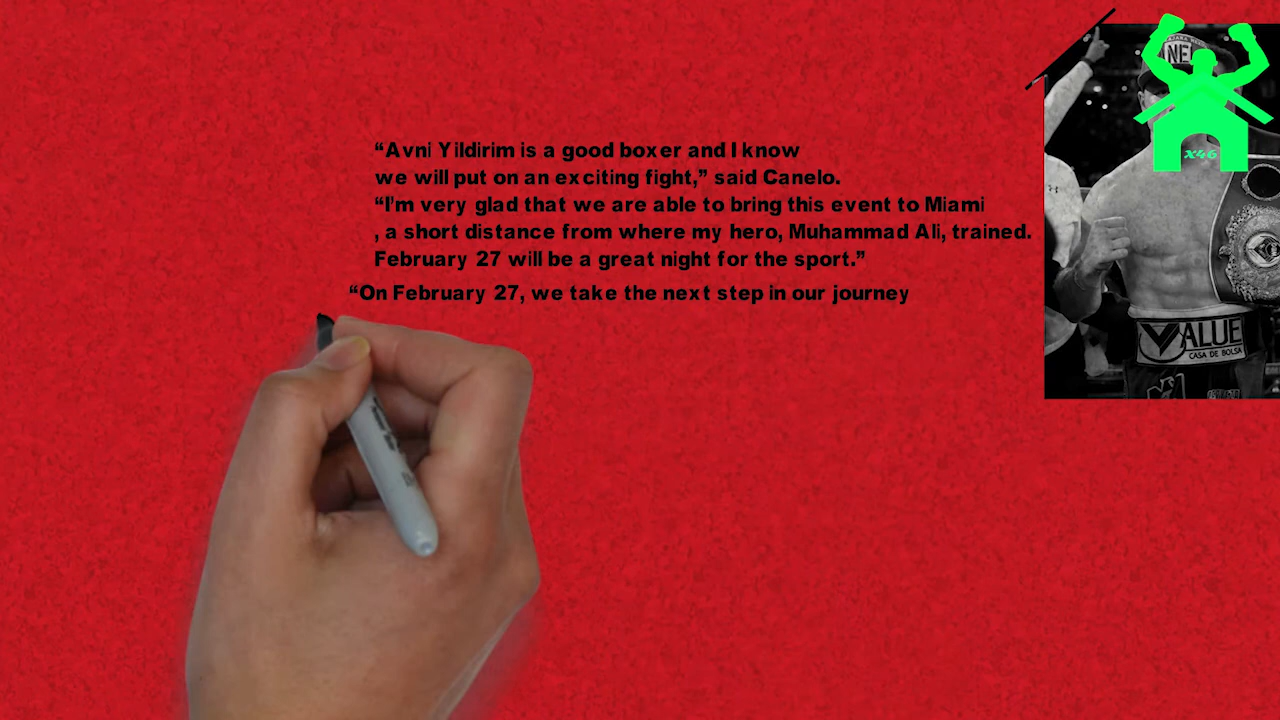 “Avni Yildirim is a good boxer and I know
we will put on an exciting fight,” said Canelo.
“I’m very glad that we are able to bring this event to Miami
, a short distance from where my hero, Muhammad Ali, trained.
February 27 will be a great night for the sport.”
“On February 27, we take the next step in our journey
NE
x46
VALUE
CASA DE BOLSA